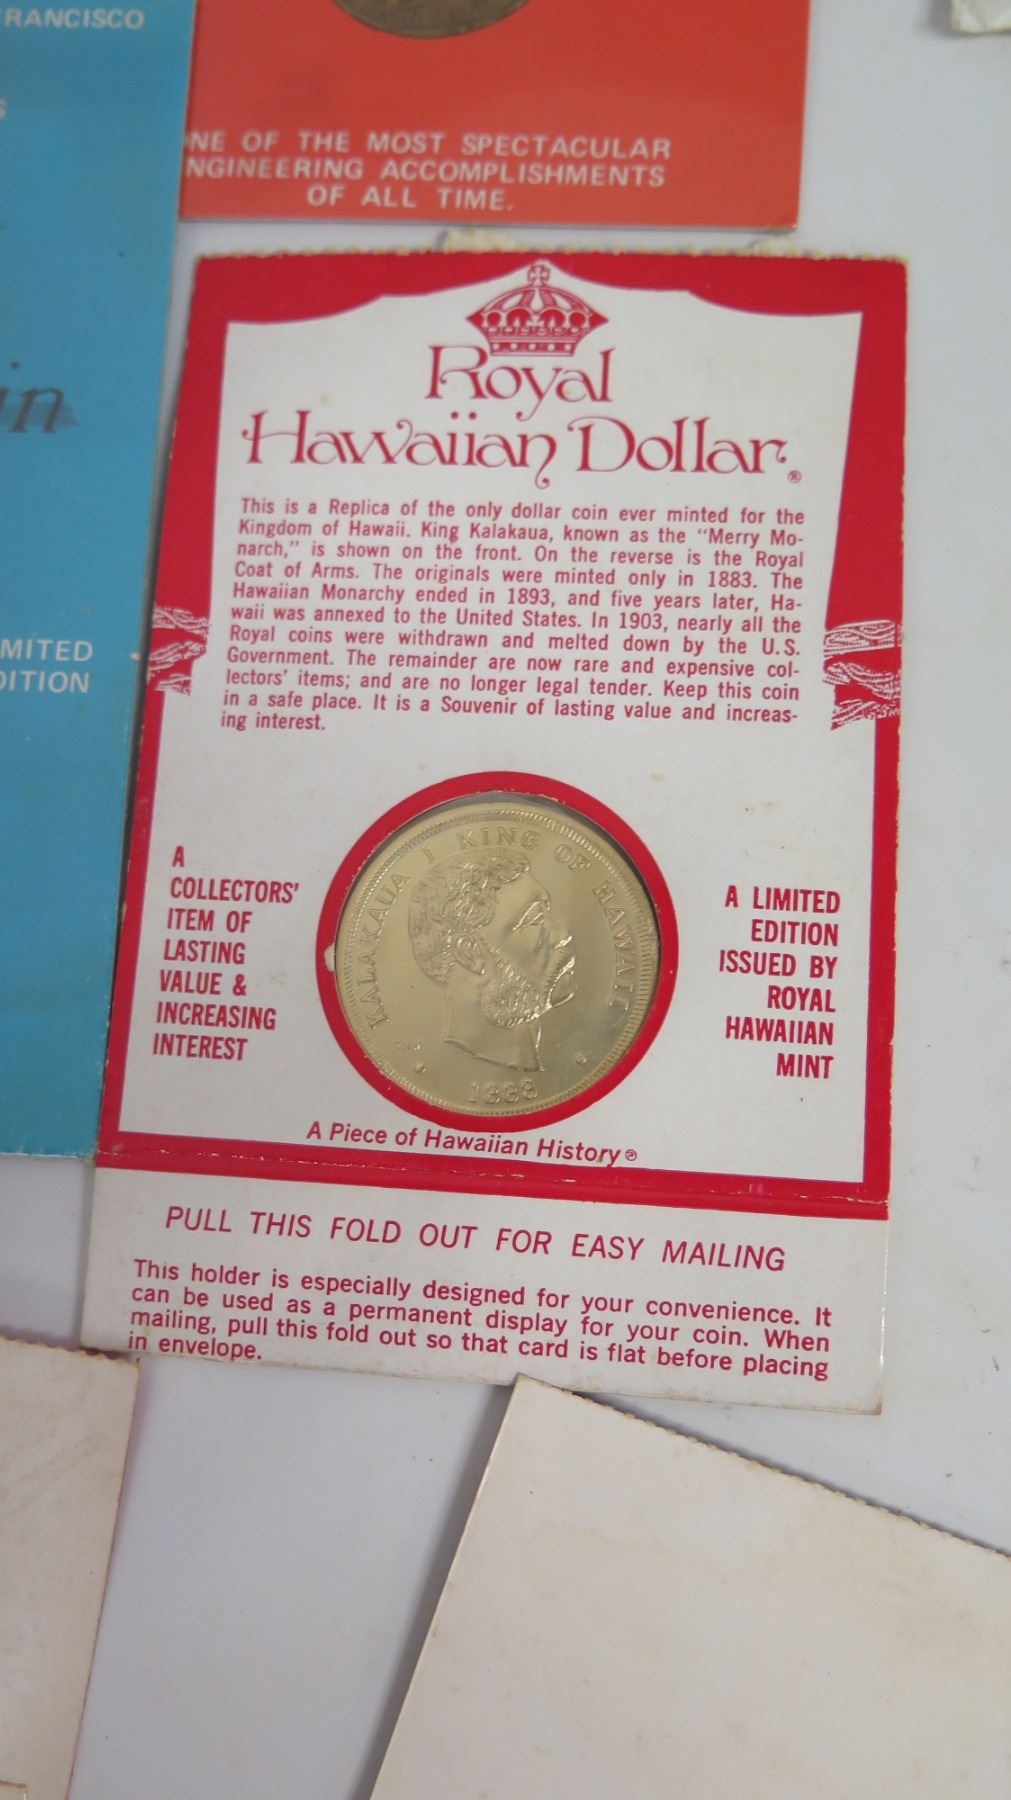 RANCISCO
S
in
MITED
DITION
NE OF THE MOST SPECTACULAR
NGINEERING ACCOMPLISHMENTS
OF ALL TIME.
Royal
Hawaiian Dollar®
This is a Replica of the only dollar coin ever minted for the
Kingdom of Hawaii. King Kalakaua, known as the "Merry Mo-
narch," is shown on the front. On the reverse is the Royal
Coat of Arms. The originals were minted only in 1883. The
Hawaiian Monarchy ended in 1893, and five years later, Ha-
waii was annexed to the United States. In 1903, nearly all the
Royal coins were withdrawn and melted down by the U.S.
Government. The remainder are now rare and expensive col-
lectors' items; and are no longer legal tender. Keep this coin
in a safe place. It is a Souvenir of lasting value and increas-
ing interest.
A
COLLECTORS'
ITEM OF
LASTING
VALUE &
INCREASING
INTEREST
KALAKAUA I KING OF HAWAII
1883
A LIMITED
EDITION
ISSUED BY
ROYAL
HAWAIIAN
MINT
A Piece of Hawaiian History®
PULL THIS FOLD OUT FOR EASY MAILING
This holder is especially designed for your convenience. It
can be used as a permanent display for your coin. When
mailing, pull this fold out so that card is flat before placing
in envelope.